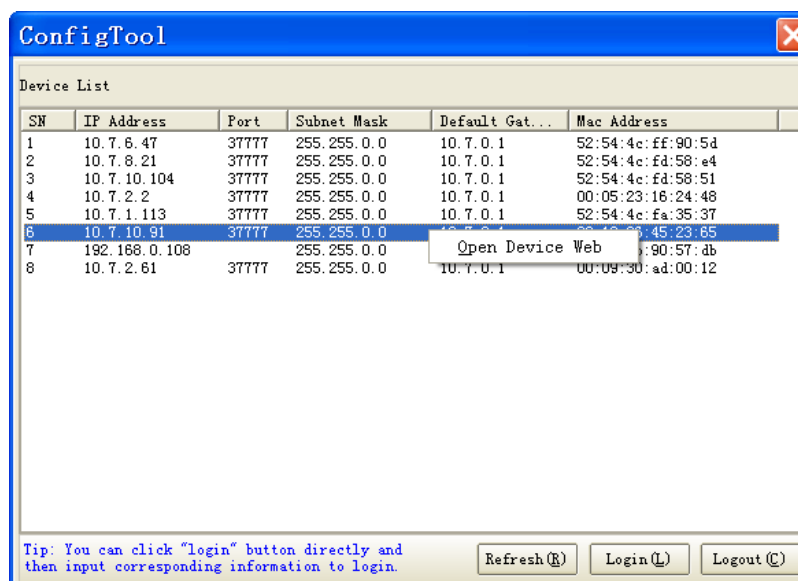 ConfigTool
Device List
SN IP Address Port Subnet Mask Default Gat... Mac Address
1 10.7.6.47 37777 255.255.0.0 10.7.0.1 52:54:4c:ff:90:5d
2 10.7.8.21 37777 255.255.0.0 10.7.0.1 52:54:4c:fd:58:e4
3 10.7.10.104 37777 255.255.0.0 10.7.0.1 52:54:4c:fd:58:51
4 10.7.2.2 37777 255.255.0.0 10.7.0.1 00:05:23:16:24:48
5 10.7.1.113 37777 255.255.0.0 10.7.0.1 52:54:4c:fa:35:37
6 10.7.10.91 37777 255.255.0.0 :45:23:65
Open Device Web
7 192.168.0.108 255.255.0.0 :90:57:db
8 10.7.2.61 37777 255.255.0.0 10.7.0.1 00:09:30:ad:00:12
Tip: You can click "login" button directly and
then input corresponding information to login.
Refresh(R) Login(L) Logout(C)